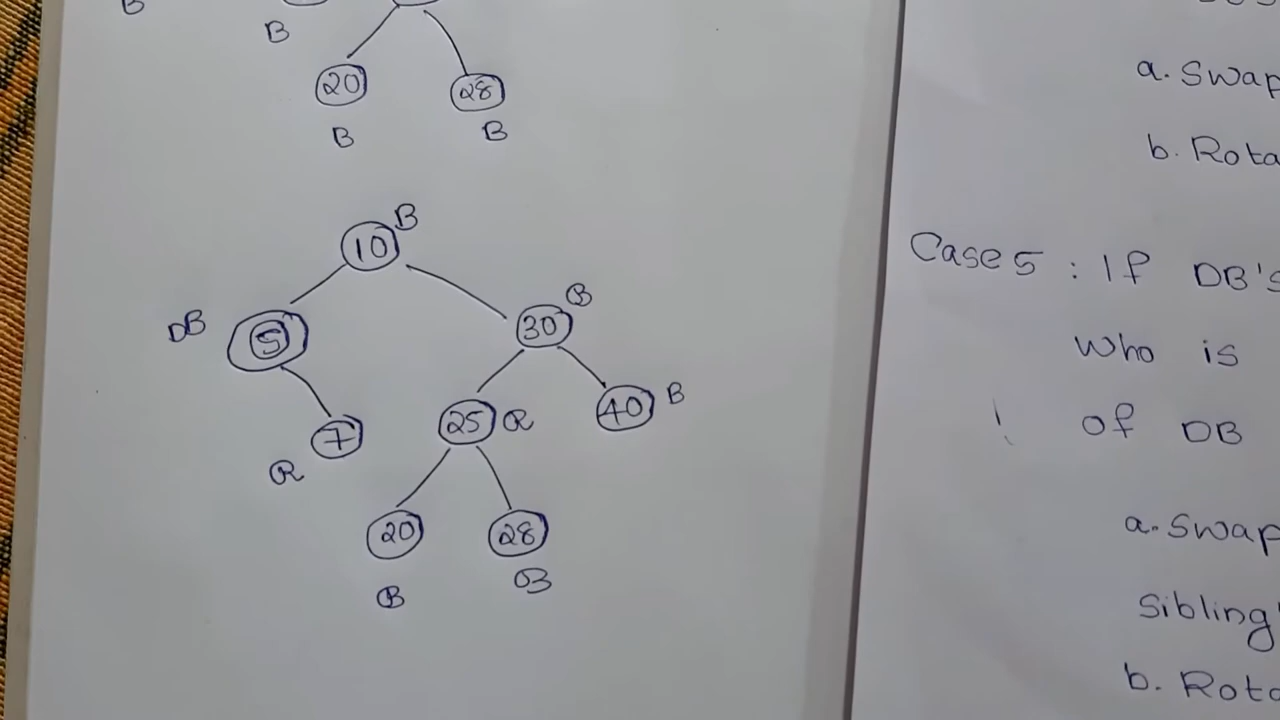 B
B
20
28
B
B
10 B
DB
5
30 B
7
R
25 R
40 B
20
28
B
B
a. Swap
b. Rota
Case 5 : If DB's
Who is
of DB
a. Swap
Sibling'
b. Rota